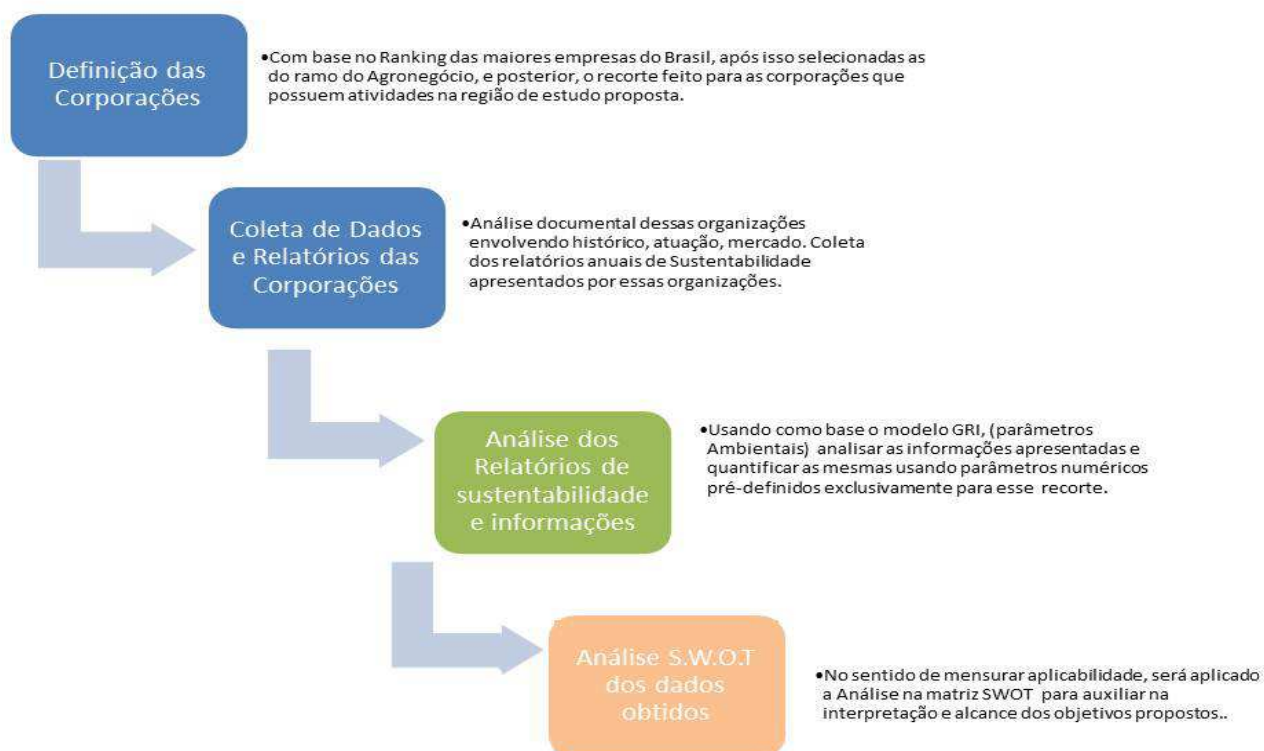 Definição das
Corporações
•Com base no Ranking das maiores empresas do Brasil, após isso selecionadas as
do ramo do Agronegócio, e posterior, o recorte feito para as corporações que
possuem atividades na região de estudo proposta.
Coleta de Dados
e Relatórios das
Corporações
•Análise documental dessas organizações
envolvendo histórico, atuação, mercado. Coleta
dos relatórios anuais de Sustentabilidade
apresentados por essas organizações.
Análise dos
Relatórios de
sustentabilidade
e informações
•Usando como base o modelo GRI, (parâmetros
Ambientais) analisar as informações apresentadas e
quantificar as mesmas usando parâmetros numéricos
pré-definidos exclusivamente para esse recorte.
Análise S.W.O.T
dos dados
obtidos
•No sentido de mensurar aplicabilidade, será aplicado
a Análise na matriz SWOT para auxiliar na
interpretação e alcance dos objetivos propostos..